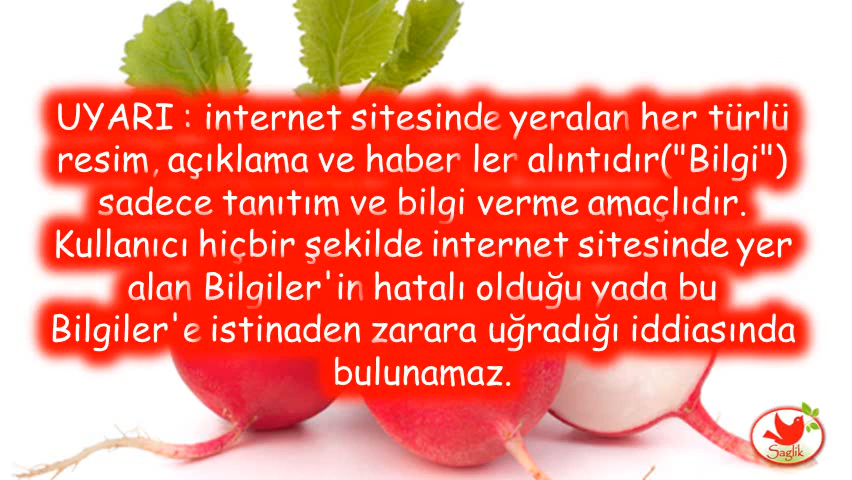 UYARI : internet sitesinde yeralan her türlü
resim, açıklama ve haber ler alıntıdır("Bilgi")
sadece tanıtım ve bilgi verme amaçlıdır.
Kullanıcı hiçbir şekilde internet sitesinde yer
alan Bilgiler'in hatalı olduğu yada bu
Bilgiler'e istinaden zarara uğradığı iddiasında
bulunamaz.
Saglik